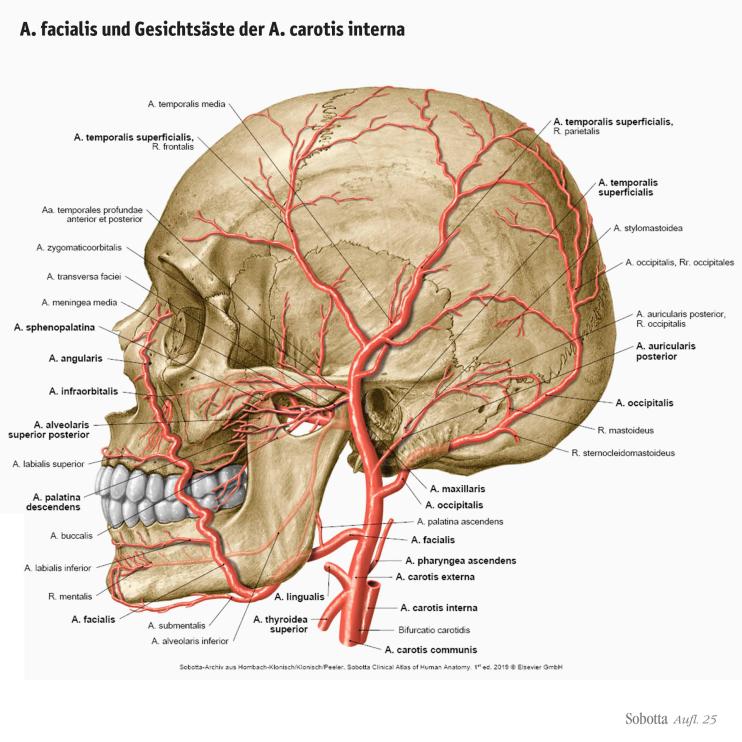 A. facialis und Gesichtsäste der A. carotis interna
A. temporalis media
A. temporalis superficialis,
R. frontalis
Aa. temporales profundae
anterior et posterior
A. zygomaticoorbitalis
A. transversa faciei
A. meningea media
A. sphenopalatina
A. angularis
A. infraorbitalis
A. alveolaris
superior posterior
A. labialis superior
A. palatina
descendens
A. buccalis
A. labialis inferior
R. mentalis
A. facialis
A. submentalis
A. alveolaris inferior
A. temporalis superficialis,
R. parietalis
A. temporalis
superficialis
A. stylomastoidea
A. occipitalis, Rr. occipitales
A. auricularis posterior,
R. occipitalis
A. auricularis
posterior
A. occipitalis
R. mastoideus
R. sternocleidomastoideus
A. maxillaris
A. occipitalis
A. palatina ascendens
A. facialis
A. pharyngea ascendens
A. carotis externa
A. lingualis
A. carotis interna
A. thyroidea
superior
Bifurcatio carotidis
A. carotis communis
Sobotta-Archiv aus Hombach-Klonisch/Klonisch/Peeler. Sobotta Clinical Atlas of Human Anatomy. 1st ed. 2019 © Elsevier GmbH
Sobotta Aufl. 25